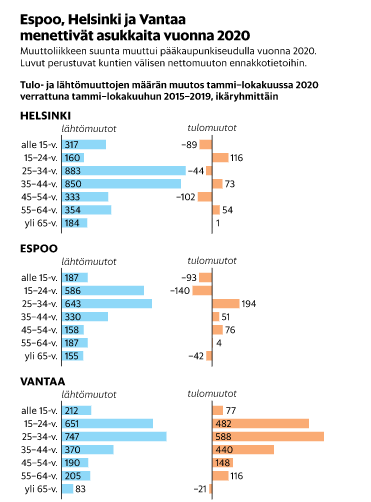 Espoo, Helsinki ja Vantaa
menettivät asukkaita vuonna 2020
Muuttoliikkeen suunta muuttui pääkaupunkiseudulla vuonna 2020.
Luvut perustuvat kuntien välisen nettomuuton ennakkotietoihin.
Tulo- ja lähtömuuttojen määrän muutos tammi–lokakuussa 2020
verrattuna tammi–lokakuuhun 2015–2019, ikäryhmittäin
HELSINKI
lähtömuutot tulomuutot
alle 15-v. 317 –89
15–24-v. 160 116
25–34-v. 883 –44
35–44-v. 850 73
45–54-v. 333 –102
55–64-v. 354 54
yli 65-v. 184 1
ESPOO
lähtömuutot tulomuutot
alle 15-v. 187 –93
15–24-v. 586 –140
25–34-v. 643 194
35–44-v. 330 51
45–54-v. 158 76
55–64-v. 187 4
yli 65-v. 155 –42
VANTAA
lähtömuutot tulomuutot
alle 15-v. 212 77
15–24-v. 651 482
25–34-v. 747 588
35–44-v. 370 440
45–54-v. 190 148
55–64-v. 205 116
yli 65-v. 83 –21